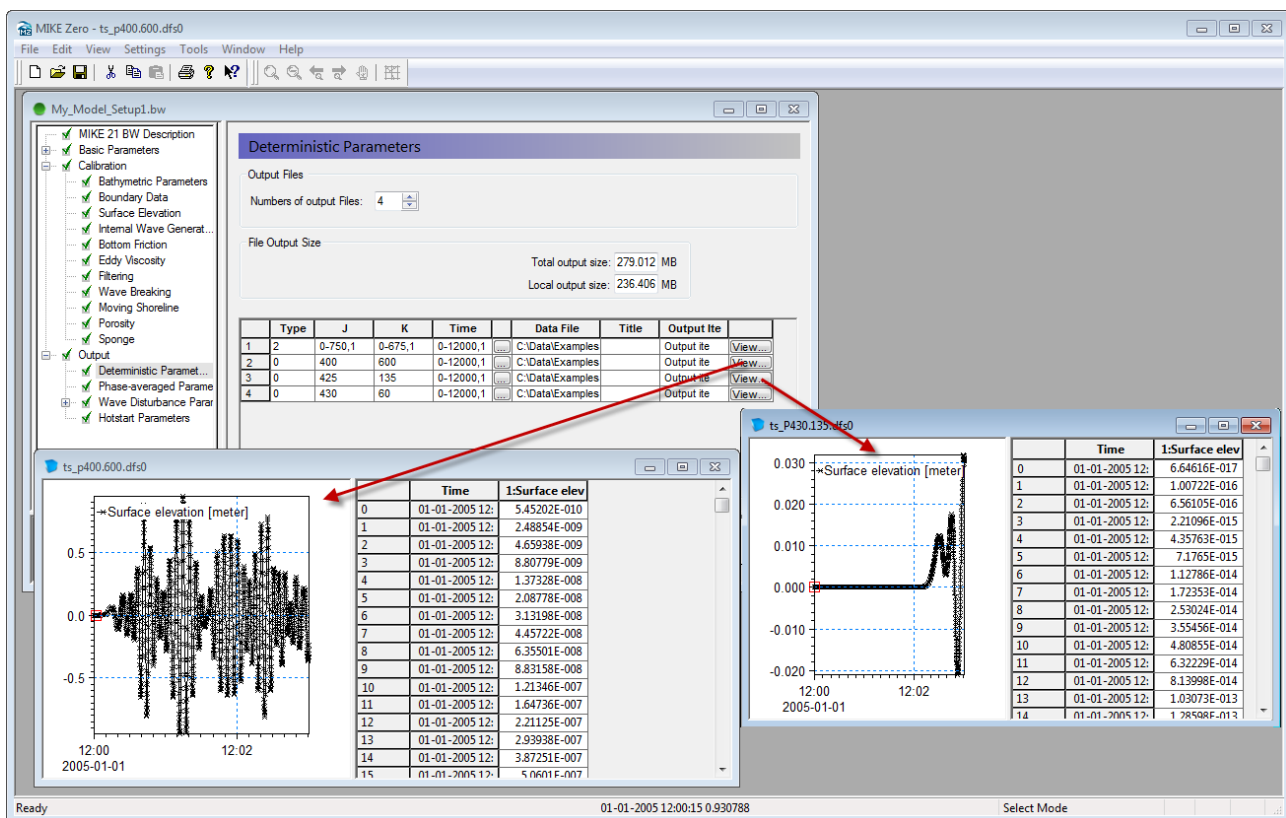 MIKE Zero - ts_p400.600.dfs0
File Edit View Settings Tools Window Help
My_Model_Setup1.bw
MIKE 21 BW Description
Basic Parameters
Calibration
Bathymetric Parameters
Boundary Data
Surface Elevation
Internal Wave Generat...
Bottom Friction
Eddy Viscosity
Filtering
Wave Breaking
Moving Shoreline
Porosity
Sponge
Output
Deterministic Paramet...
Phase-averaged Parame
Wave Disturbance Parar
Hotstart Parameters
Deterministic Parameters
Output Files
Numbers of output Files: 4
File Output Size
Total output size: 279.012 MB
Local output size: 236.406 MB
Type J K Time Data File Title Output Ite
1 2 0-750,1 0-675,1 0-12000,1 ... C:\Data\Examples Output ite View...
2 0 400 600 0-12000,1 ... C:\Data\Examples Output ite View...
3 0 425 135 0-12000,1 ... C:\Data\Examples Output ite View...
4 0 430 60 0-12000,1 ... C:\Data\Examples Output ite View...
ts_p400.600.dfs0
Surface elevation [meter]
0.5
0.0
-0.5
12:00 12:02
2005-01-01
Time 1:Surface elev
0 01-01-2005 12: 5.45202E-010
1 01-01-2005 12: 2.48854E-009
2 01-01-2005 12: 4.65938E-009
3 01-01-2005 12: 8.80779E-009
4 01-01-2005 12: 1.37328E-008
5 01-01-2005 12: 2.08778E-008
6 01-01-2005 12: 3.13198E-008
7 01-01-2005 12: 4.45722E-008
8 01-01-2005 12: 6.35501E-008
9 01-01-2005 12: 8.83158E-008
10 01-01-2005 12: 1.21346E-007
11 01-01-2005 12: 1.64736E-007
12 01-01-2005 12: 2.21125E-007
13 01-01-2005 12: 2.93938E-007
14 01-01-2005 12: 3.87251E-007
15 01-01-2005 12: 5.0601E-007
ts_P430.135.dfs0
Surface elevation [meter]
0.030
0.020
0.010
0.000
-0.010
-0.020
12:00 12:02
2005-01-01
Time 1:Surface elev
0 01-01-2005 12: 6.64616E-017
1 01-01-2005 12: 1.00722E-016
2 01-01-2005 12: 6.56105E-016
3 01-01-2005 12: 2.21096E-015
4 01-01-2005 12: 4.35763E-015
5 01-01-2005 12: 7.1765E-015
6 01-01-2005 12: 1.12786E-014
7 01-01-2005 12: 1.72353E-014
8 01-01-2005 12: 2.53024E-014
9 01-01-2005 12: 3.55456E-014
10 01-01-2005 12: 4.80855E-014
11 01-01-2005 12: 6.32229E-014
12 01-01-2005 12: 8.13998E-014
13 01-01-2005 12: 1.03073E-013
14 01-01-2005 12: 1.28598E-013
Ready 01-01-2005 12:00:15 0.930788 Select Mode